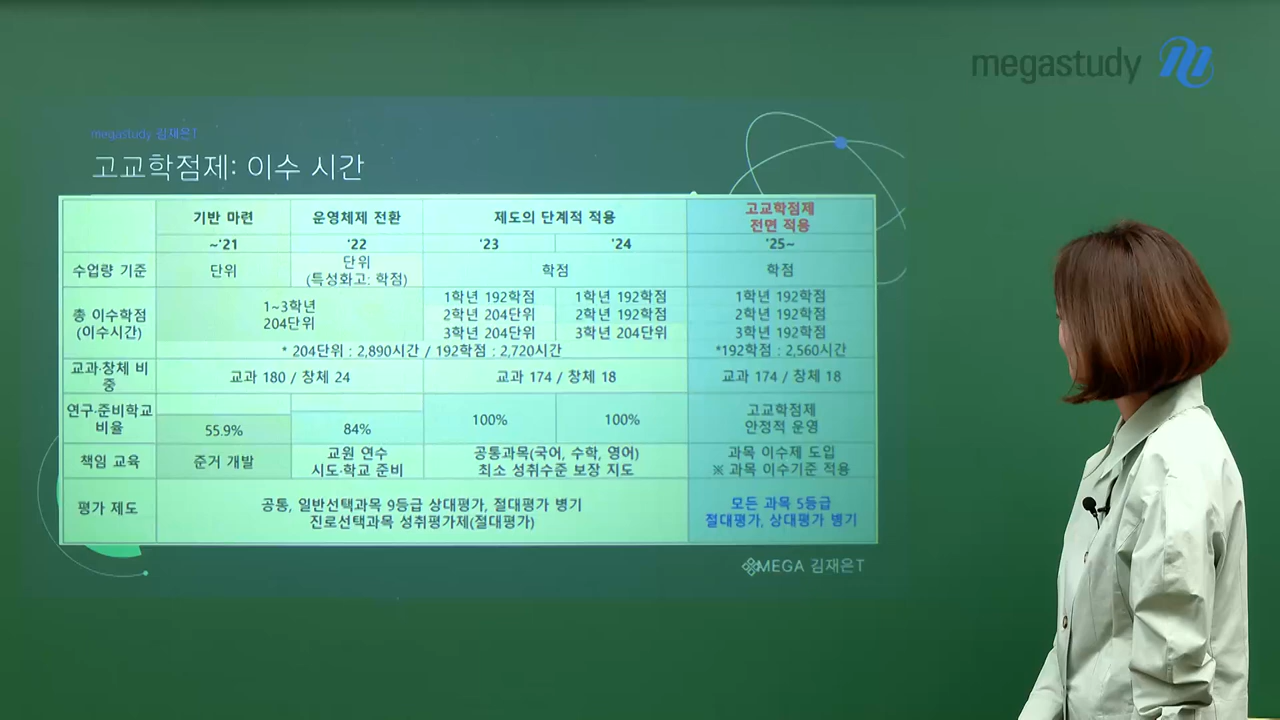 megastudy
megastudy 김재은T
고교학점제: 이수 시간
기반 마련 운영체제 전환 제도의 단계적 적용 고교학점제 전면 적용
~'21 '22 '23 '24 '25~
수업량 기준 단위 단위 (특성화고: 학점) 학점 학점
총 이수학점 (이수시간)
1~3학년
204단위
1학년 192학점
2학년 204단위
3학년 204단위
1학년 192학점
2학년 192학점
3학년 204단위
1학년 192학점
2학년 192학점
3학년 192학점
* 204단위 : 2,890시간 / 192학점 : 2,720시간
*192학점 : 2,560시간
교과·창체 비중 교과 180 / 창체 24 교과 174 / 창체 18 교과 174 / 창체 18
연구·준비학교 비율 55.9% 84% 100% 100% 고교학점제 안정적 운영
책임 교육 준거 개발
교원 연수
시도·학교 준비
공통과목(국어, 수학, 영어)
최소 성취수준 보장 지도
과목 이수제 도입
※ 과목 이수기준 적용
평가 제도
공통, 일반선택과목 9등급 상대평가, 절대평가 병기
진로선택과목 성취평가제(절대평가)
모든 과목 5등급
절대평가, 상대평가 병기
MEGA 김재은T